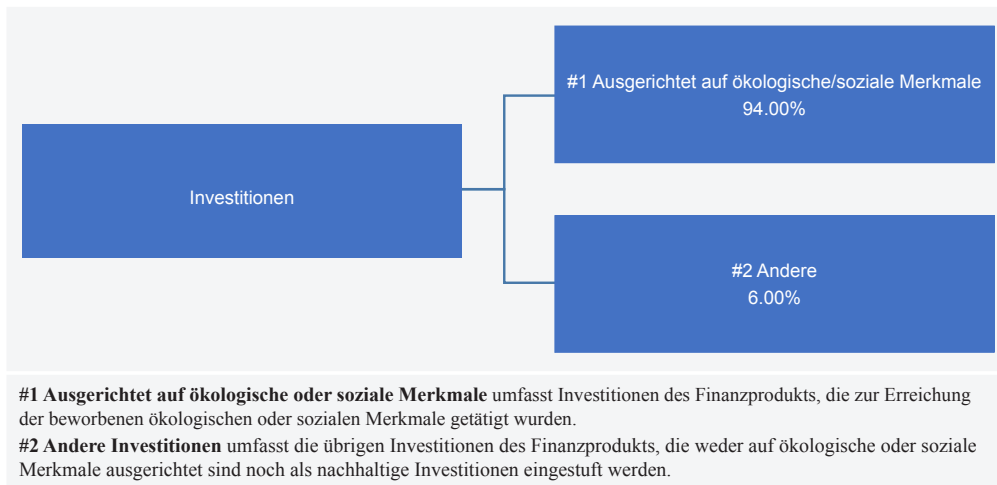 #1 Ausgerichtet auf ökologische/soziale Merkmale
94.00%
Investitionen
#2 Andere
6.00%
#1 Ausgerichtet auf ökologische oder soziale Merkmale umfasst Investitionen des Finanzprodukts, die zur Erreichung
der beworbenen ökologischen oder sozialen Merkmale getätigt wurden.
#2 Andere Investitionen umfasst die übrigen Investitionen des Finanzprodukts, die weder auf ökologische oder soziale
Merkmale ausgerichtet sind noch als nachhaltige Investitionen eingestuft werden.